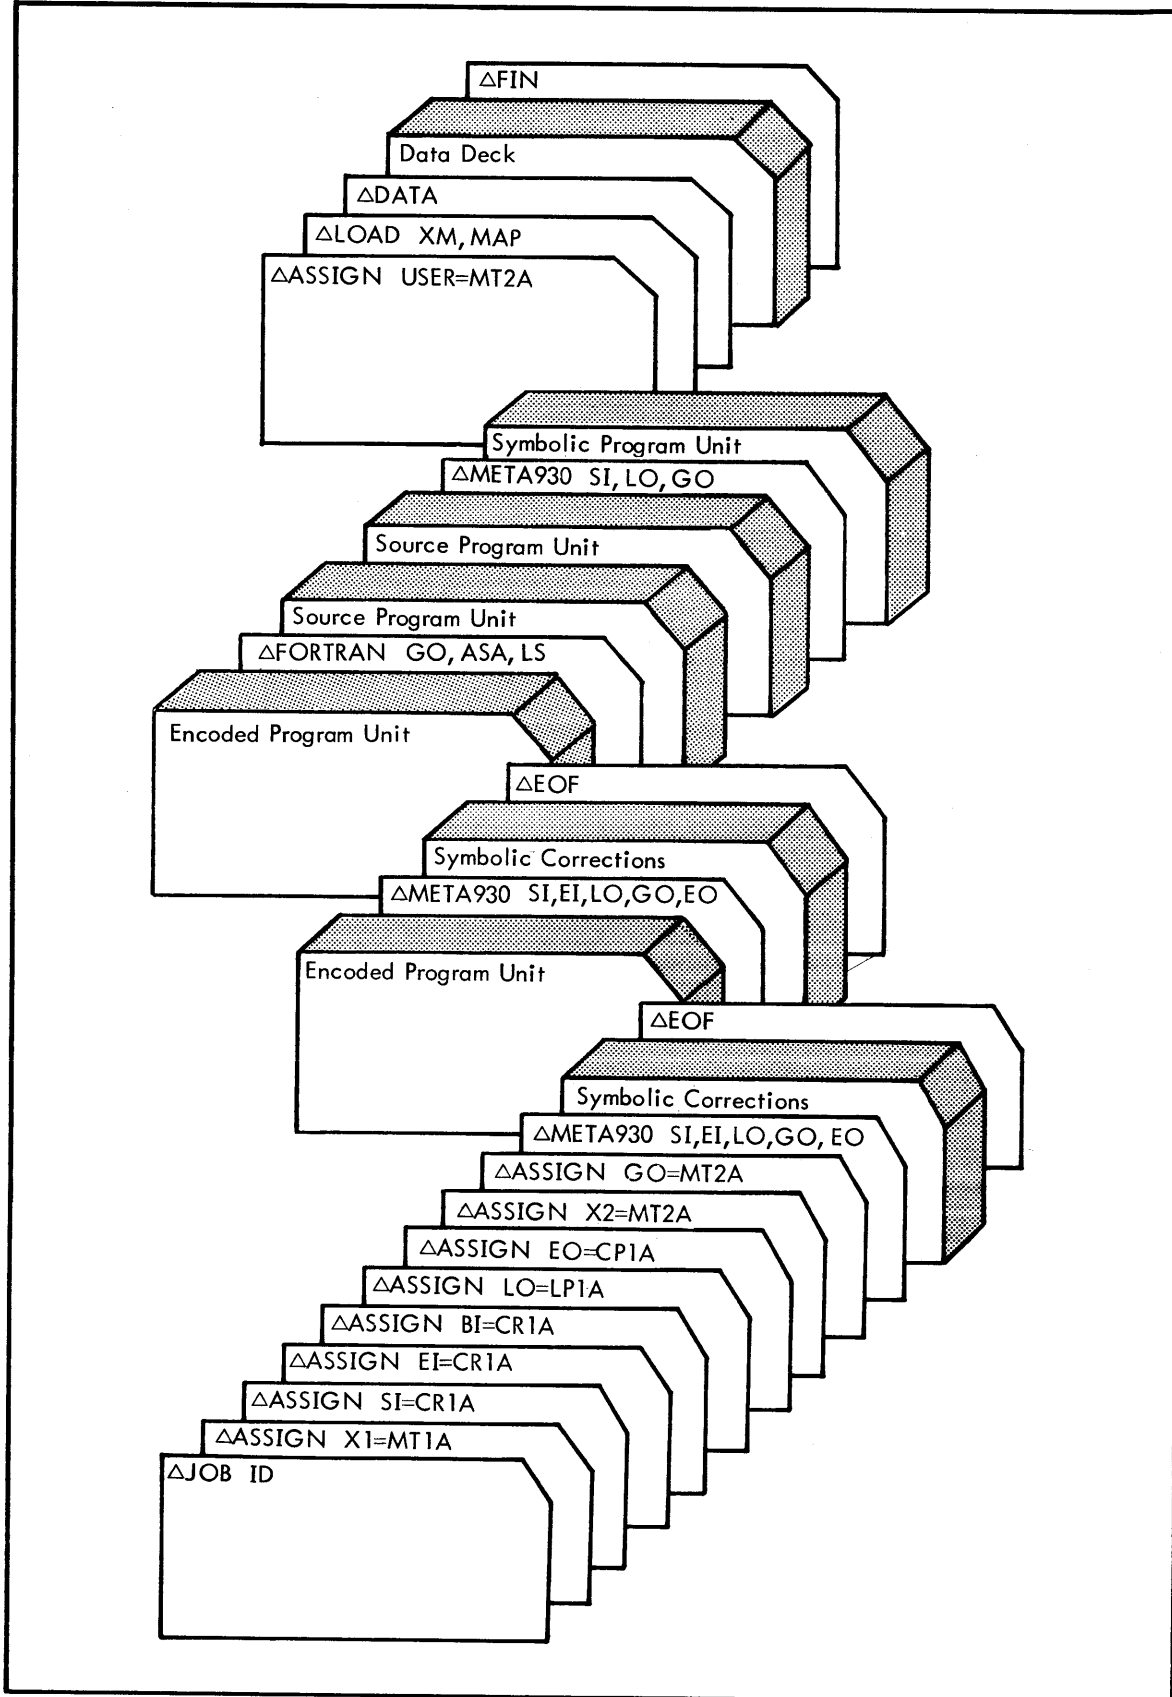 △FIN
Data Deck
△DATA
△LOAD XM, MAP
△ASSIGN USER=MT2A
Symbolic Program Unit
△META930 SI, LO, GO
Source Program Unit
Source Program Unit
△FORTRAN GO, ASA, LS
Encoded Program Unit
△EOF
Symbolic Corrections
△META930 SI,EI,LO,GO,EO
Encoded Program Unit
△EOF
Symbolic Corrections
△META930 SI,EI,LO,GO, EO
△ASSIGN GO=MT2A
△ASSIGN X2=MT2A
△ASSIGN EO=CP1A
△ASSIGN LO=LP1A
△ASSIGN BI=CR1A
△ASSIGN EI=CR1A
△ASSIGN SI=CR1A
△ASSIGN X1=MT1A
△JOB ID